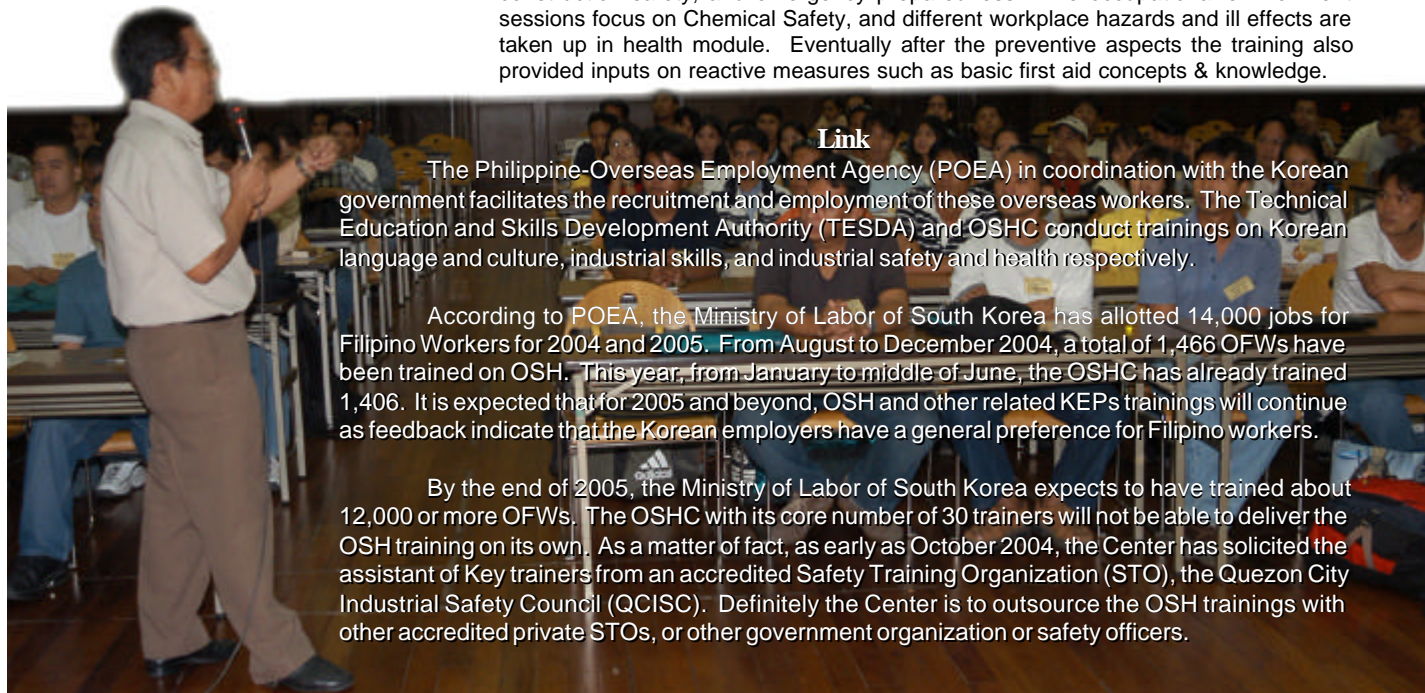 sessions focus on Chemical Safety, and different workplace hazards and ill effects are
taken up in health module. Eventually after the preventive aspects the training also
provided inputs on reactive measures such as basic first aid concepts & knowledge.
Link
The Philippine-Overseas Employment Agency (POEA) in coordination with the Korean
government facilitates the recruitment and employment of these overseas workers. The Technical
Education and Skills Development Authority (TESDA) and OSHC conduct trainings on Korean
language and culture, industrial skills, and industrial safety and health respectively.
According to POEA, the Ministry of Labor of South Korea has allotted 14,000 jobs for
Filipino Workers for 2004 and 2005. From August to December 2004, a total of 1,466 OFWs have
been trained on OSH. This year, from January to middle of June, the OSHC has already trained
1,406. It is expected that for 2005 and beyond, OSH and other related KEPs trainings will continue
as feedback indicate that the Korean employers have a general preference for Filipino workers.
adidas
By the end of 2005, the Ministry of Labor of South Korea expects to have trained about
12,000 or more OFWs. The OSHC with its core number of 30 trainers will not be able to deliver the
OSH training on its own. As a matter of fact, as early as October 2004, the Center has solicited the
assistant of Key trainers from an accredited Safety Training Organization (STO), the Quezon City
Industrial Safety Council (QCISC). Definitely the Center is to outsource the OSH trainings with
other accredited private STOs, or other government organization or safety officers.